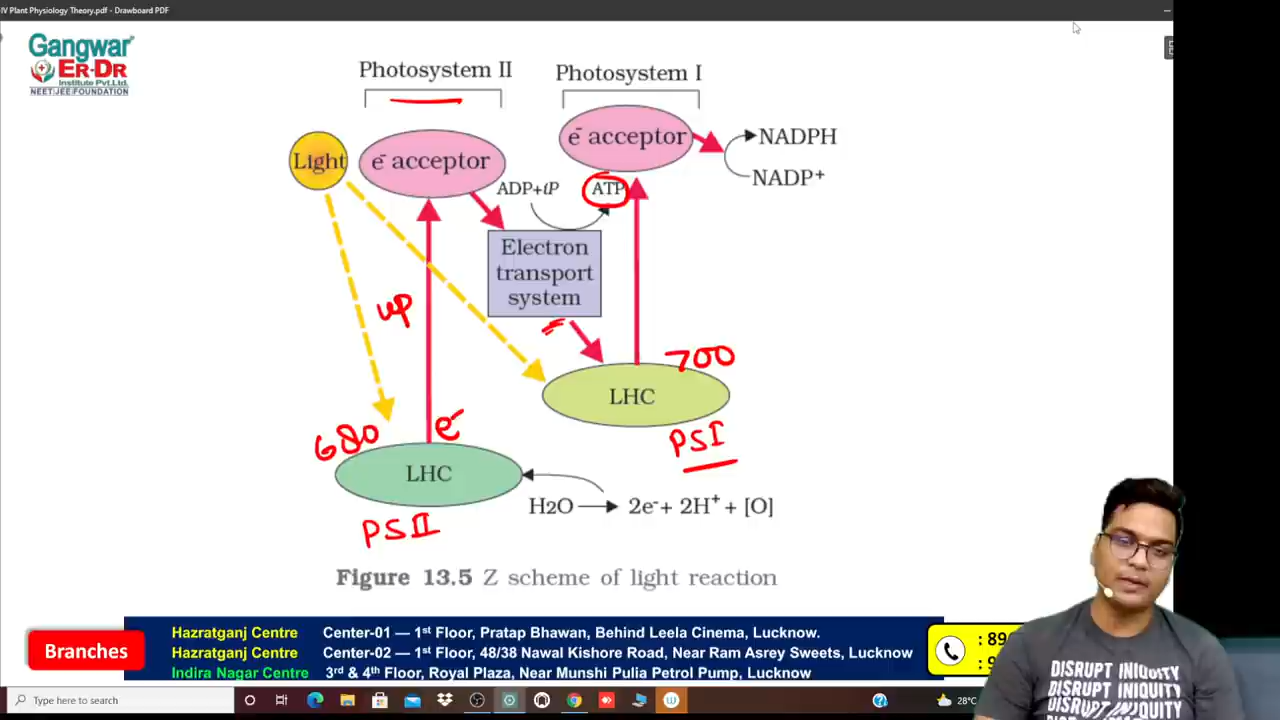 IV Plant Physiology Theory.pdf - Drawboard PDF
Gangwar
ER-DR
Institute Pvt.Ltd.
NEET|JEE|FOUNDATION
Photosystem II
Photosystem I
Light
e⁻ acceptor
e⁻ acceptor
NADPH
NADP⁺
ADP+iP
ATP
Electron
transport
system
up
700
LHC
PSI
680
e⁻
LHC
PSII
H2O
2e⁻+ 2H⁺ + [O]
Figure 13.5 Z scheme of light reaction
Branches
Hazratganj Centre Center-01 — 1ˢᵗ Floor, Pratap Bhawan, Behind Leela Cinema, Lucknow.
Hazratganj Centre Center-02 — 1ˢᵗ Floor, 48/38 Nawal Kishore Road, Near Ram Asrey Sweets, Lucknow
Indira Nagar Centre 3ʳᵈ & 4ᵗʰ Floor, Royal Plaza, Near Munshi Pulia Petrol Pump, Lucknow
: 89
DISRUPT INIQUITY
DISRUPT INIQUITY
DISRUPT INIQUITY
Type here to search
28°C